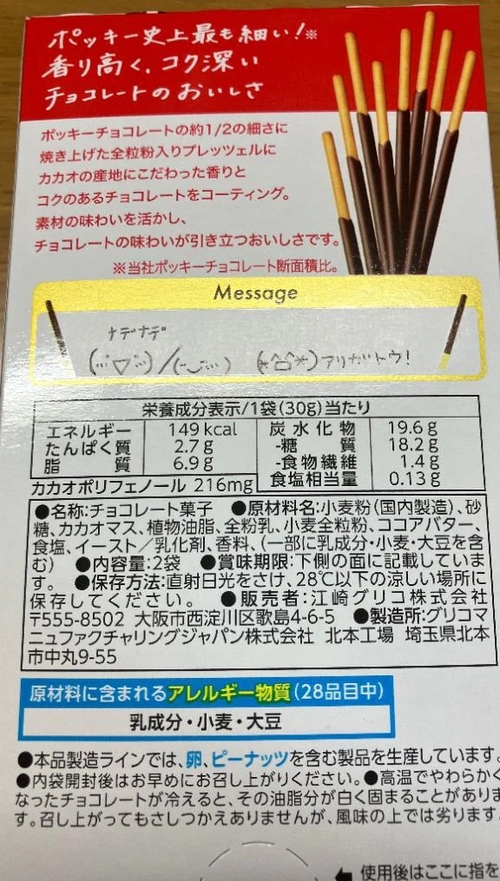 ポッキー史上最も細い!※
香り高く、コク深い
チョコレートのおいしさ
ポッキーチョコレートの約1/2の細さに
焼き上げた全粒粉入りプレッツェルに
カカオの産地にこだわった香りと
コクのあるチョコレートをコーティング。
素材の味わいを活かし、
チョコレートの味わいが引き立つおいしさです。
※当社ポッキーチョコレート断面積比。
Message
ナデナデ
アリガトウ!
栄養成分表示/1袋(30g)当たり
エネルギー 149kcal 炭水化物 19.6g
たんぱく質 2.7g -糖質 18.2g
脂質 6.9g -食物繊維 1.4g
カカオポリフェノール 216mg 食塩相当量 0.13g
●名称:チョコレート菓子 ●原材料名:小麦粉(国内製造)、砂
糖、カカオマス、植物油脂、全粉乳、小麦全粒粉、ココアバター、
食塩、イースト/乳化剤、香料、(一部に乳成分・小麦・大豆を含
む) ●内容量:2袋 ●賞味期限:下側の面に記載していま
す。 ●保存方法:直射日光をさけ、28℃以下の涼しい場所に
保存してください。 ●販売者:江崎グリコ株式会社
〒555-8502 大阪市西淀川区歌島4-6-5 ●製造所:グリコマ
ニュファクチャリングジャパン株式会社 北本工場 埼玉県北本
市中丸9-55
原材料に含まれるアレルギー物質(28品目中)
乳成分・小麦・大豆
●本品製造ラインでは、卵、ピーナッツを含む製品を生産しています。
●内袋開封後はお早めにお召し上がりください。●高温でやわらかく
なったチョコレートが冷えると、その油脂分が白く固まることがありま
す。召し上がってもさしつかえありませんが、風味の上では劣ります。
使用後はここに指を